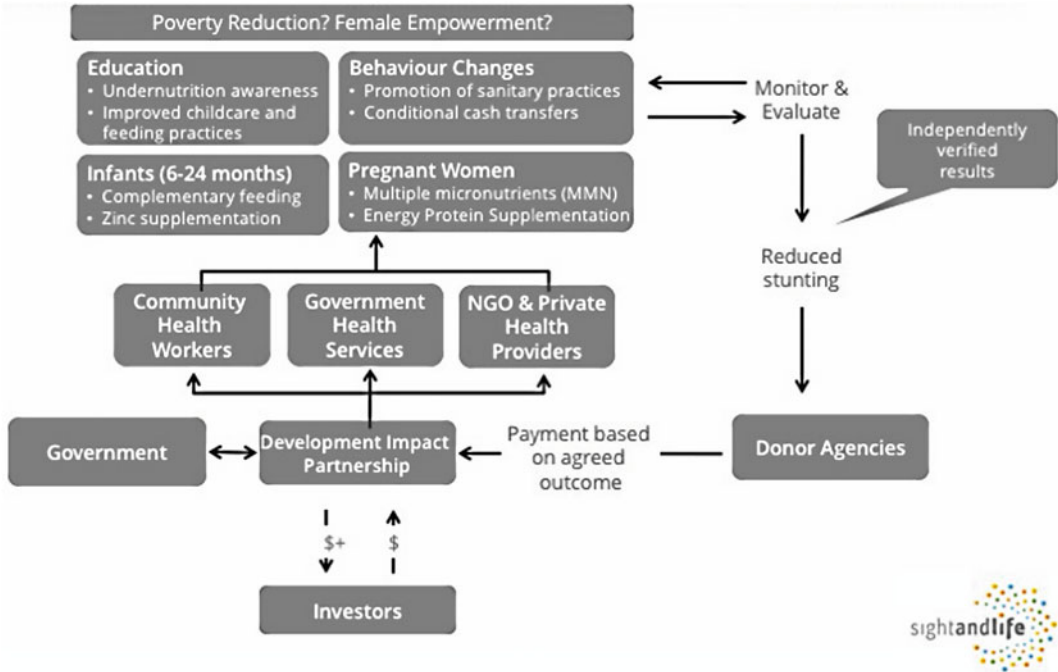 Poverty Reduction? Female Empowerment?
Education
• Undernutrition awareness
• Improved childcare and
feeding practices
Behaviour Changes
• Promotion of sanitary practices
• Conditional cash transfers
Monitor &
Evaluate
Independently
verified
results
Infants (6-24 months)
• Complementary feeding
• Zinc supplementation
Pregnant Women
• Multiple micronutrients (MMN)
• Energy Protein Supplementation
Reduced
stunting
Community
Health
Workers
Government
Health
Services
NGO & Private
Health
Providers
Government
Development Impact
Partnership
Payment based
on agreed
outcome
Donor Agencies
$+
$
Investors
sightandlife